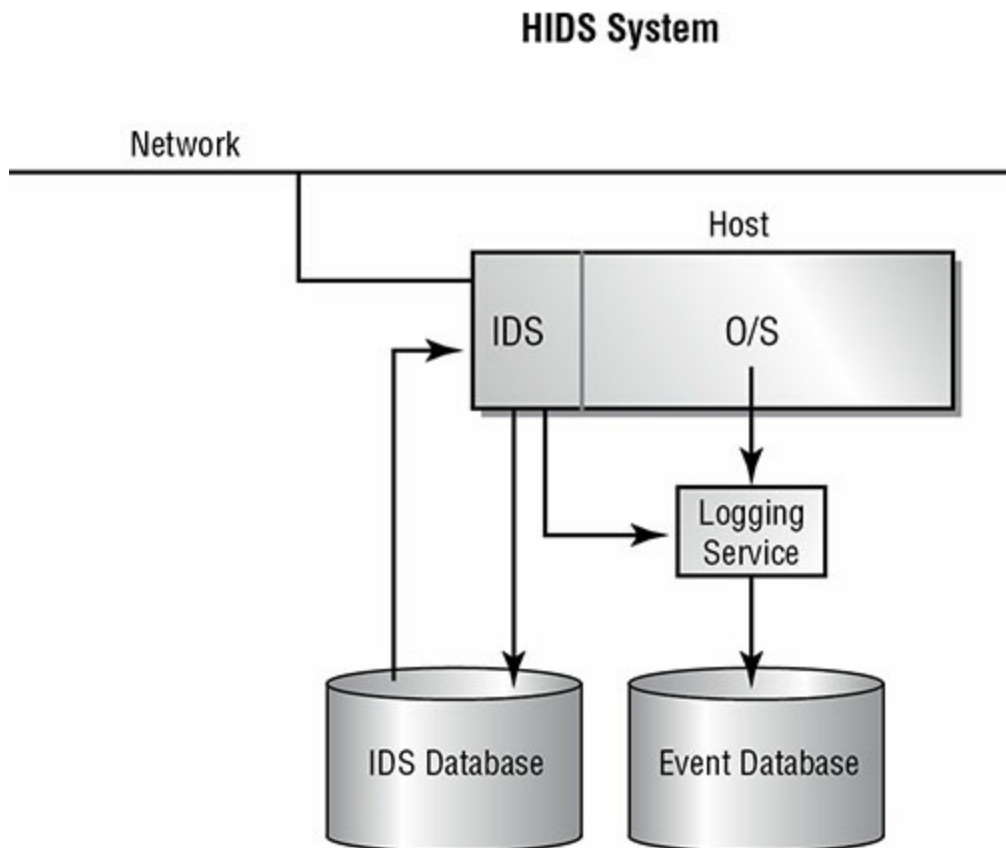 HIDS System
Network
Host
IDS
O/S
Logging
Service
IDS Database
Event Database